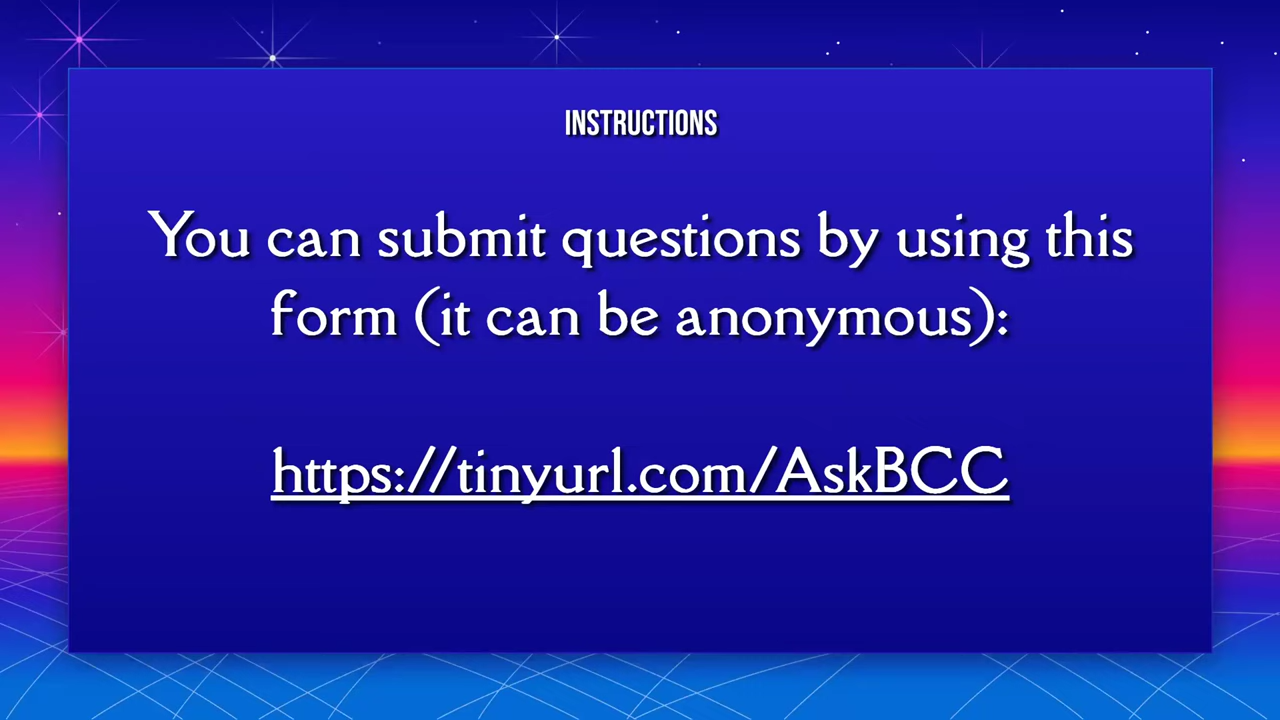 INSTRUCTIONS
You can submit questions by using this
form (it can be anonymous):
https://tinyurl.com/AskBCC